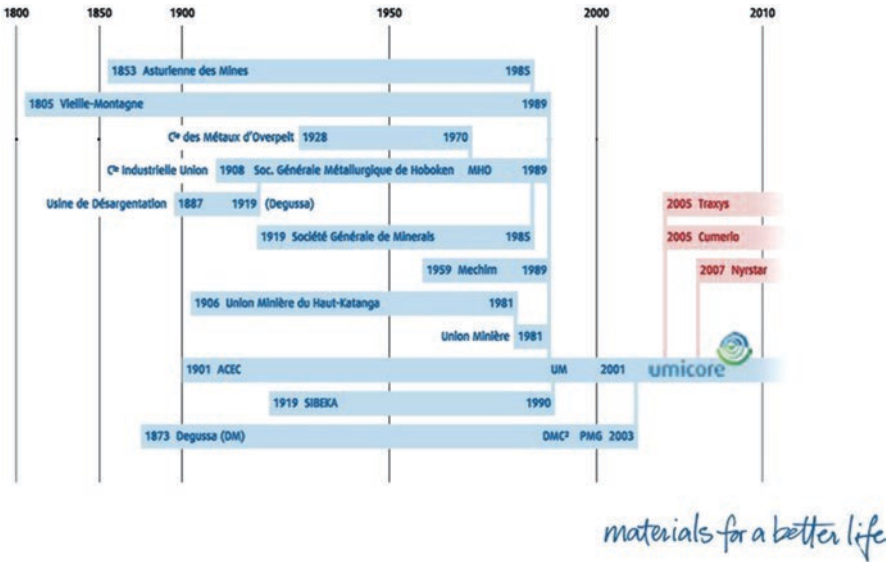 1800 1850 1900 1950 2000 2010
1853 Asturienne des Mines 1985
1805 Vieille-Montagne 1989
Cie des Métaux d'Overpelt 1928 1970
Cie Industrielle Union 1908 Soc. Générale Métallurgique de Hoboken MHO 1989
Usine de Désargentation 1887 1919 (Degussa)
2005 Traxys
1919 Société Générale de Minerais 1985
2005 Cumerio
1959 Mechim 1989
2007 Nyrstar
1906 Union Minière du Haut-Katanga 1981
Union Minière 1981
1901 ACEC UM 2001 umicore
1919 SIBEKA 1990
1873 Degussa (DM) DMC² PMG 2003
materials for a better life